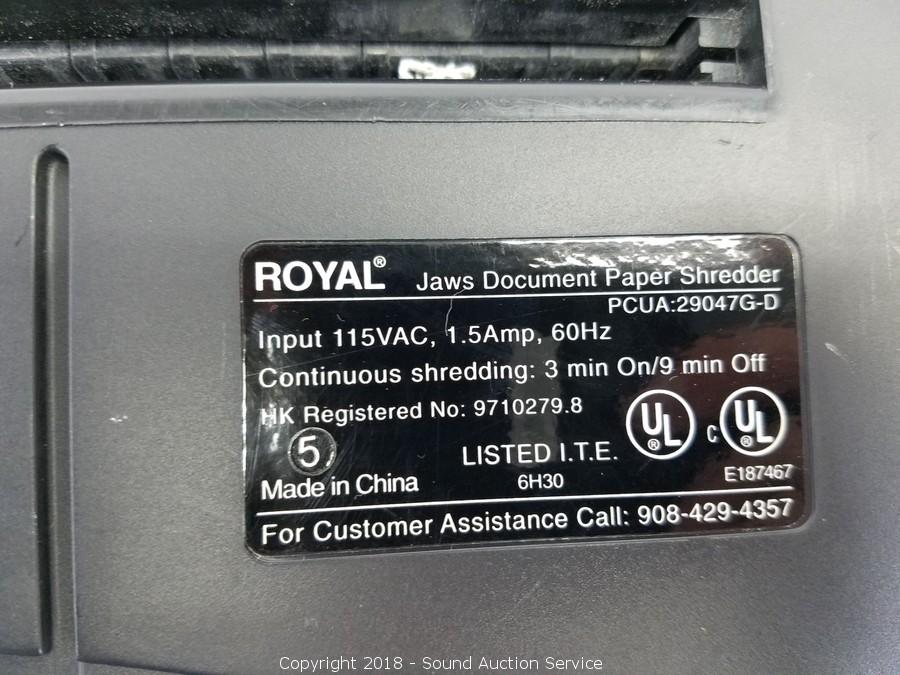 ROYAL® Jaws Document Paper Shredder
PCUA:29047G-D
Input 115VAC, 1.5Amp, 60Hz
Continuous shredding: 3 min On/9 min Off
HK Registered No: 9710279.8
UL® c UL®
5 LISTED I.T.E.
Made in China 6H30 E187467
For Customer Assistance Call: 908-429-4357
Copyright 2018 - Sound Auction Service